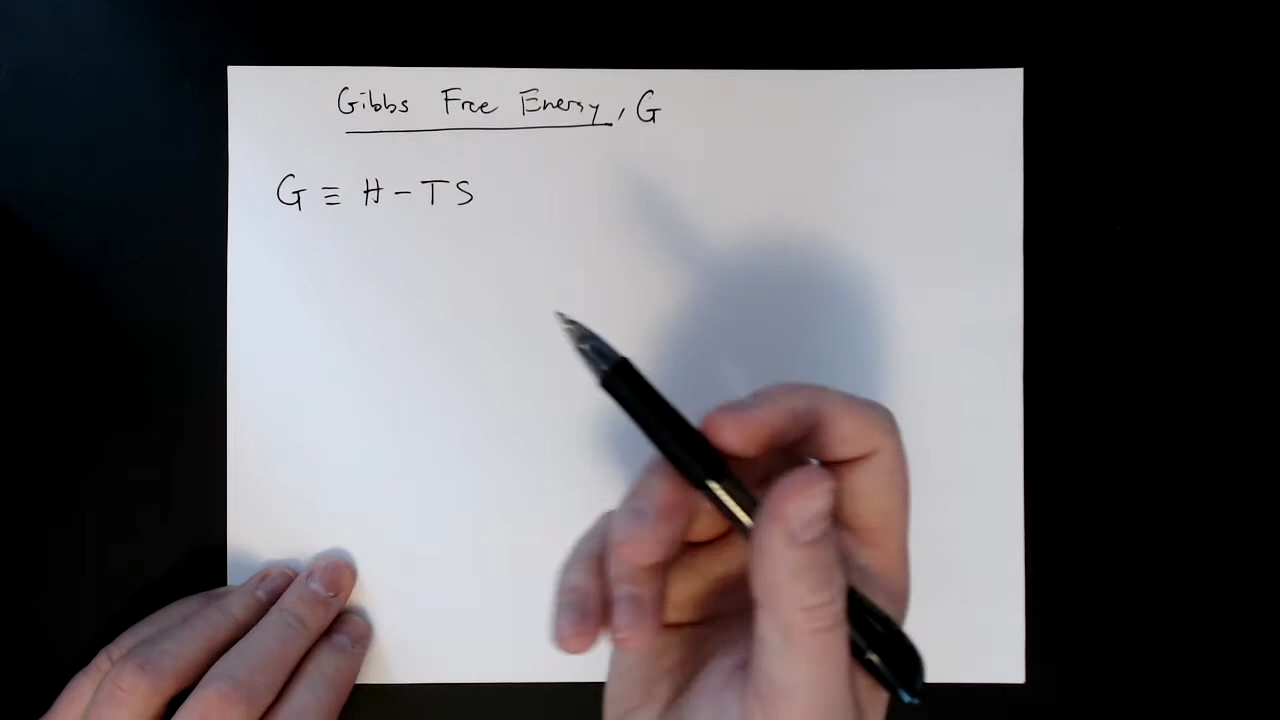 Gibbs Free Energy, G
G ≡ H - TS